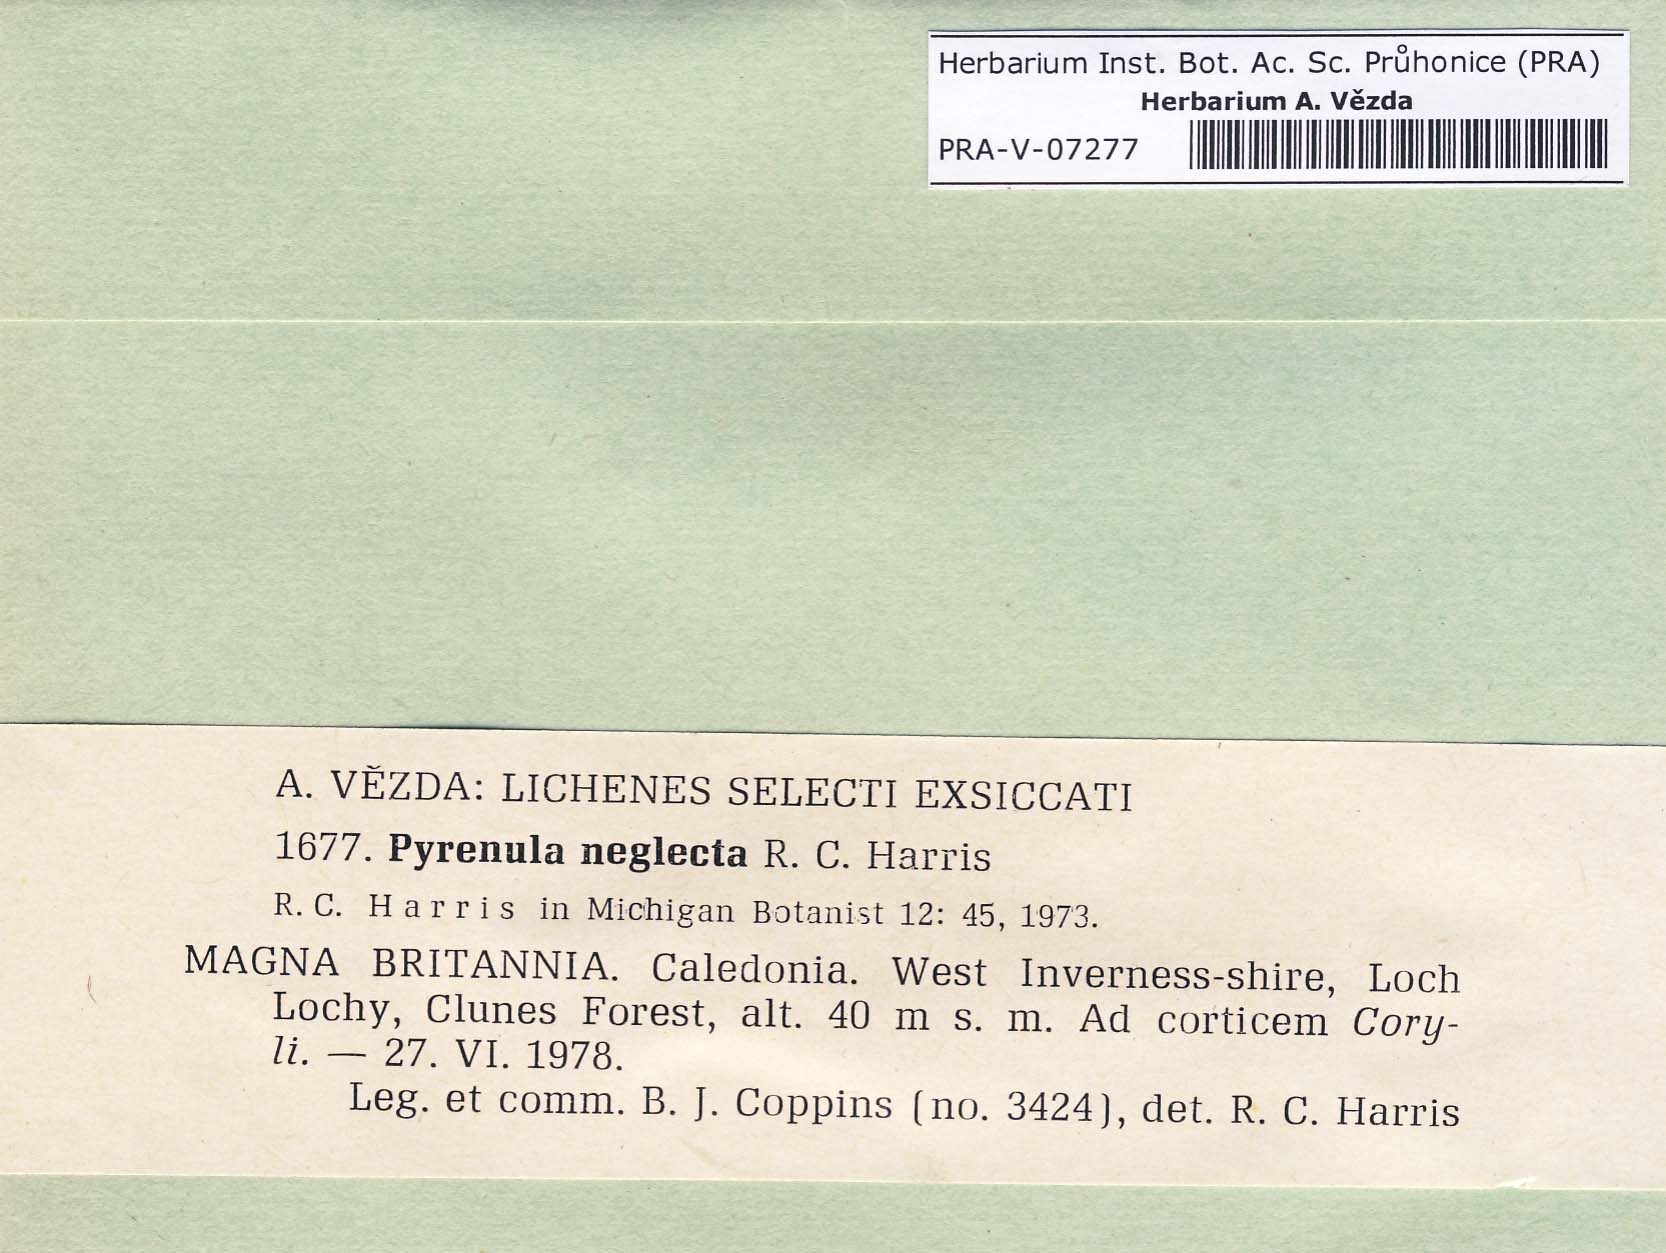 Herbarium Inst. Bot. Ac. Sc. Průhonice (PRA)
Herbarium A. Vězda
PRA-V-07277
A. VĚZDA: LICHENES SELECTI EXSICCATI
1677. Pyrenula neglecta R. C. Harris
R. C. Harris in Michigan Botanist 12: 45, 1973.
MAGNA BRITANNIA. Caledonia. West Inverness-shire, Loch
Lochy, Clunes Forest, alt. 40 m s. m. Ad corticem Cory-
li. — 27. VI. 1978.
Leg. et comm. B. J. Coppins (no. 3424), det. R. C. Harris